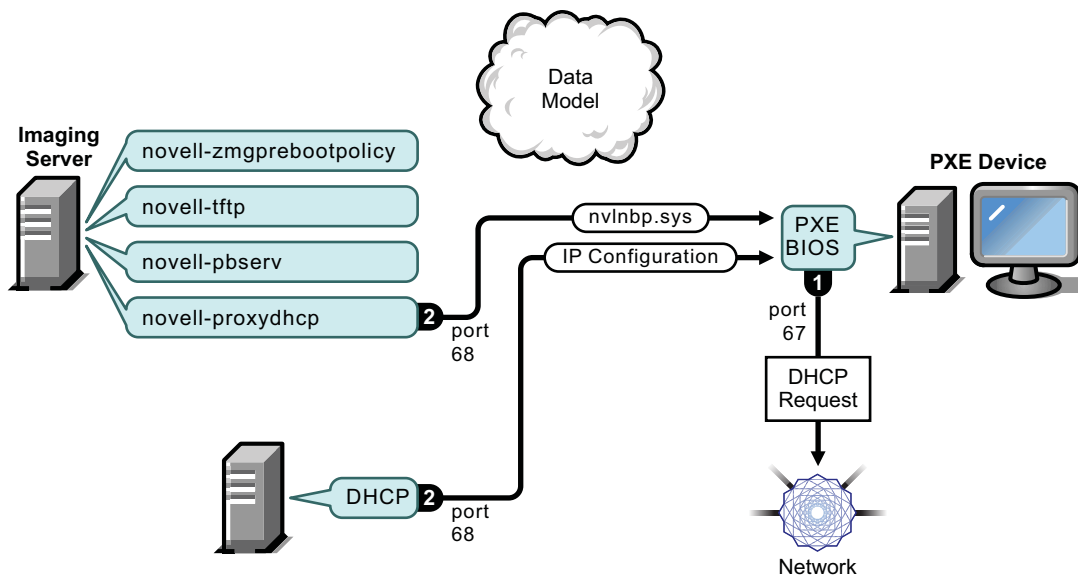 Data
Model
Imaging
Server
PXE Device
novell-zmgprebootpolicy
novell-tftp
novell-pbserv
novell-proxydhcp
2
port
68
nvlnbp.sys
IP Configuration
PXE
BIOS
1
port
67
DHCP
Request
DHCP
2
port
68
Network